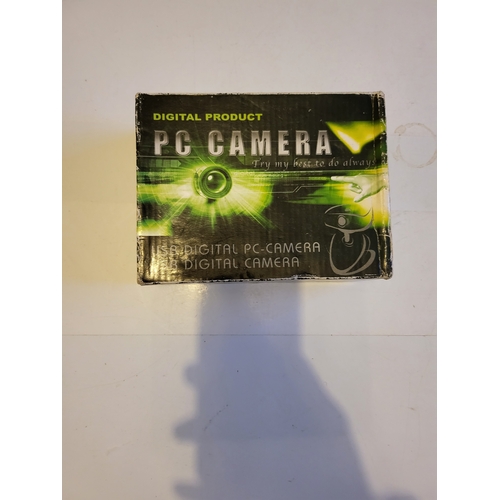 DIGITAL PRODUCT
PC CAMERA
Try my best to do always
DIGITAL PC-CAMERA
DIGITAL CAMERA